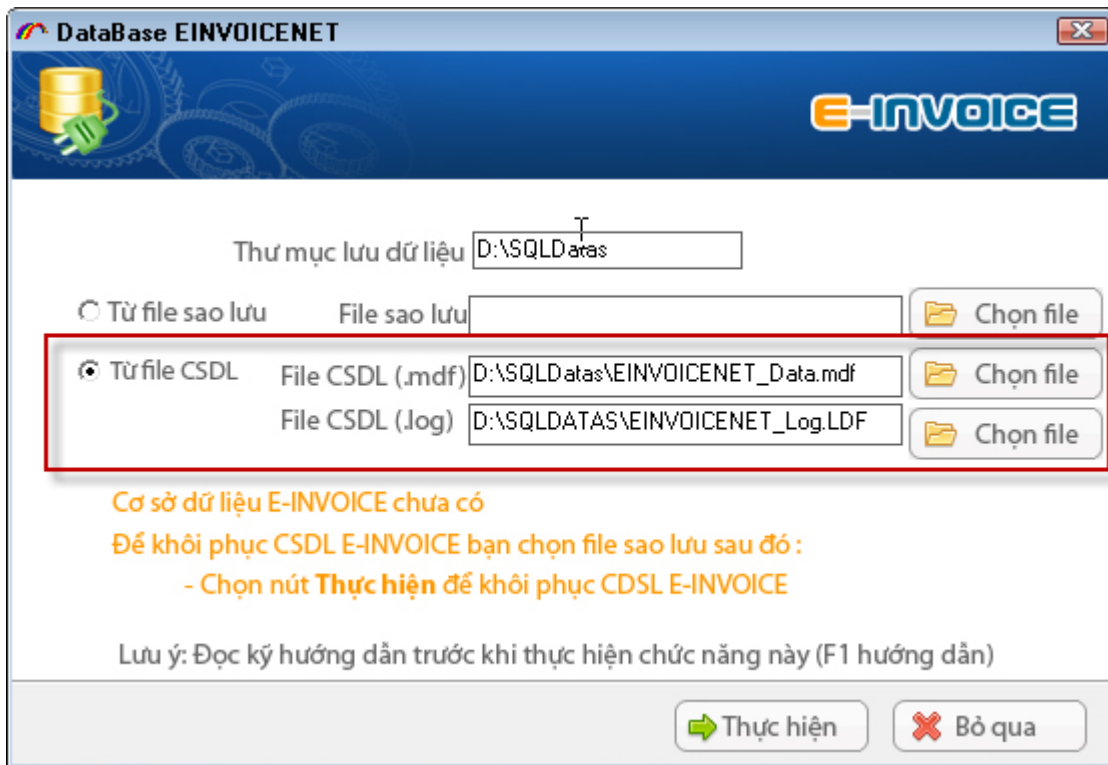 DataBase EINVOICENET
E-INVOICE
Thư mục lưu dữ liệu D:\SQLDatas
Từ file sao lưu File sao lưu Chọn file
Từ file CSDL File CSDL (.mdf) D:\SQLDatas\EINVOICENET_Data.mdf Chọn file
File CSDL (.log) D:\SQLDATAS\EINVOICENET_Log.LDF Chọn file
Cơ sở dữ liệu E-INVOICE chưa có
Để khôi phục CSDL E-INVOICE bạn chọn file sao lưu sau đó :
- Chọn nút Thực hiện để khôi phục CDSL E-INVOICE
Lưu ý: Đọc kỹ hướng dẫn trước khi thực hiện chức năng này (F1 hướng dẫn)
Thực hiện Bỏ qua